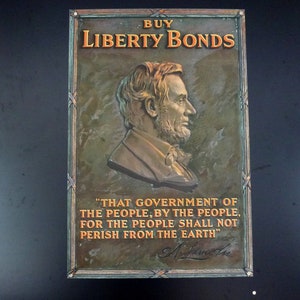 BUY
LIBERTY BONDS
"THAT GOVERNMENT OF
THE PEOPLE, BY THE PEOPLE,
FOR THE PEOPLE SHALL NOT
PERISH FROM THE EARTH"
A. Lincoln